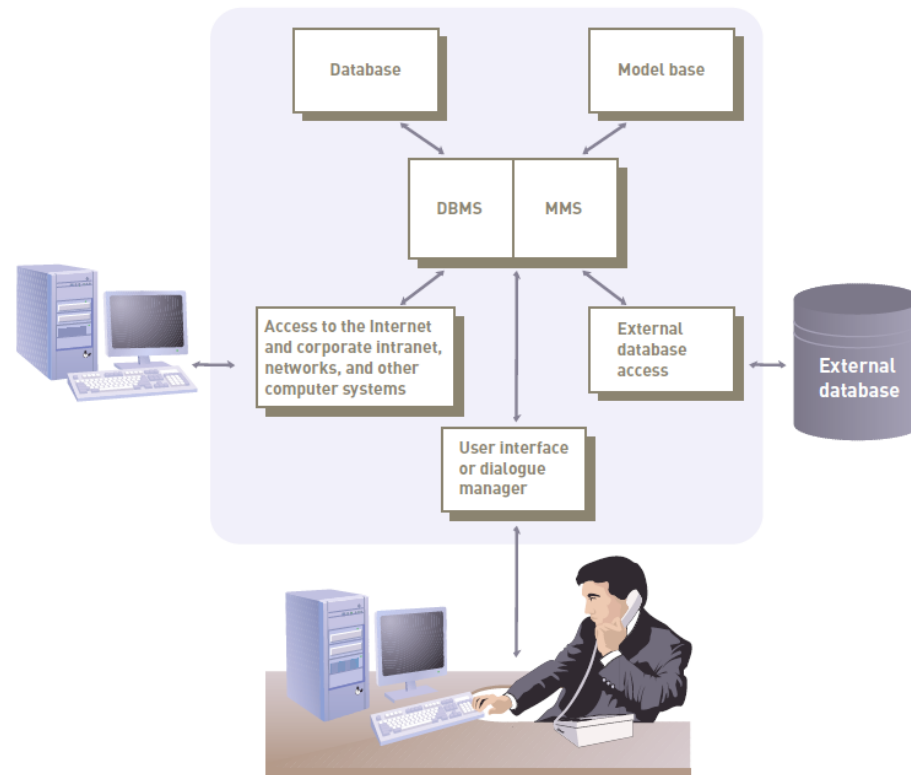 Database
Model base
DBMS
MMS
Access to the Internet
and corporate intranet,
networks, and other
computer systems
External
database
access
External
database
User interface
or dialogue
manager